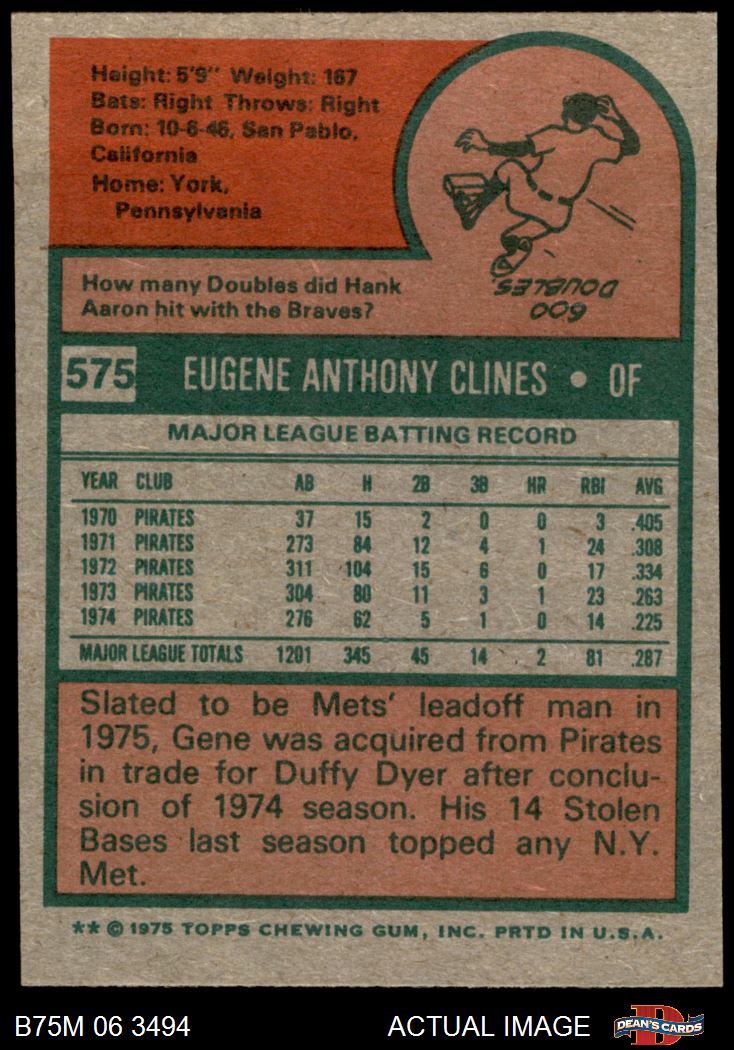 Height: 5'9" Weight: 167
Bats: Right Throws: Right
Born: 10-6-46, San Pablo,
California
Home: York,
Pennsylvania
How many Doubles did Hank
Aaron hit with the Braves?
600
DOUBLES.
575 EUGENE ANTHONY CLINES • OF
MAJOR LEAGUE BATTING RECORD
YEAR CLUB AB H 2B 3B HR RBI AVG
1970 PIRATES 37 15 2 0 0 3 .405
1971 PIRATES 273 84 12 4 1 24 .308
1972 PIRATES 311 104 15 6 0 17 .334
1973 PIRATES 304 80 11 3 1 23 .263
1974 PIRATES 276 62 5 1 0 14 .225
MAJOR LEAGUE TOTALS 1201 345 45 14 2 81 .287
Slated to be Mets' leadoff man in
1975, Gene was acquired from Pirates
in trade for Duffy Dyer after conclu-
sion of 1974 season. His 14 Stolen
Bases last season topped any N.Y.
Met.
** © 1975 TOPPS CHEWING GUM, INC. PRTD IN U.S.A.
B75M 06 3494 ACTUAL IMAGE D DEAN'S CARDS